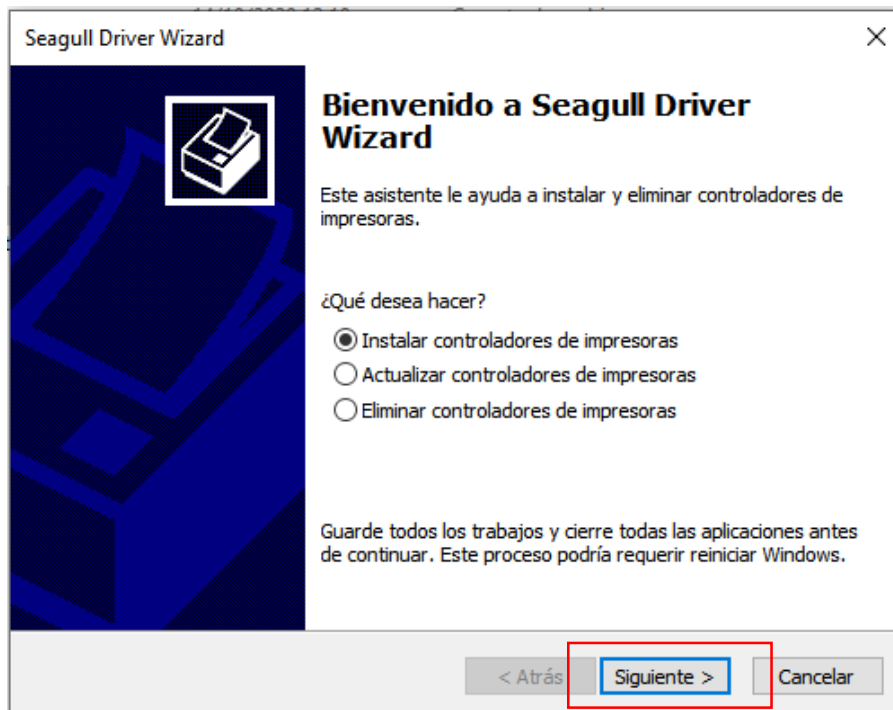 Seagull Driver Wizard
Bienvenido a Seagull Driver
Wizard
Este asistente le ayuda a instalar y eliminar controladores de
impresoras.
¿Qué desea hacer?
Instalar controladores de impresoras
Actualizar controladores de impresoras
Eliminar controladores de impresoras
Guarde todos los trabajos y cierre todas las aplicaciones antes
de continuar. Este proceso podría requerir reiniciar Windows.
< Atrás
Siguiente >
Cancelar